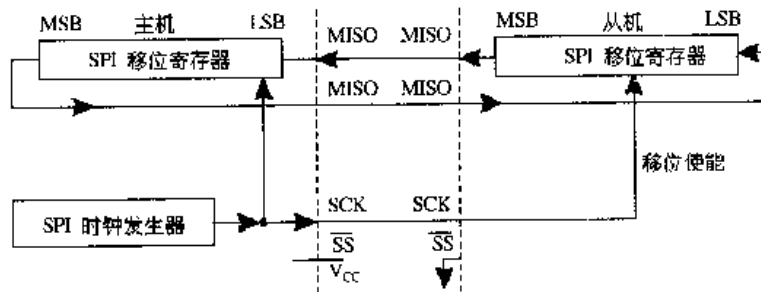 MSB 主机 LSB MISO MISO MSB 从机 LSB
SPI 移位寄存器 SPI 移位寄存器
MISO MISO
移位使能
SPI 时钟发生器 SCK SCK
SS SS
VCC